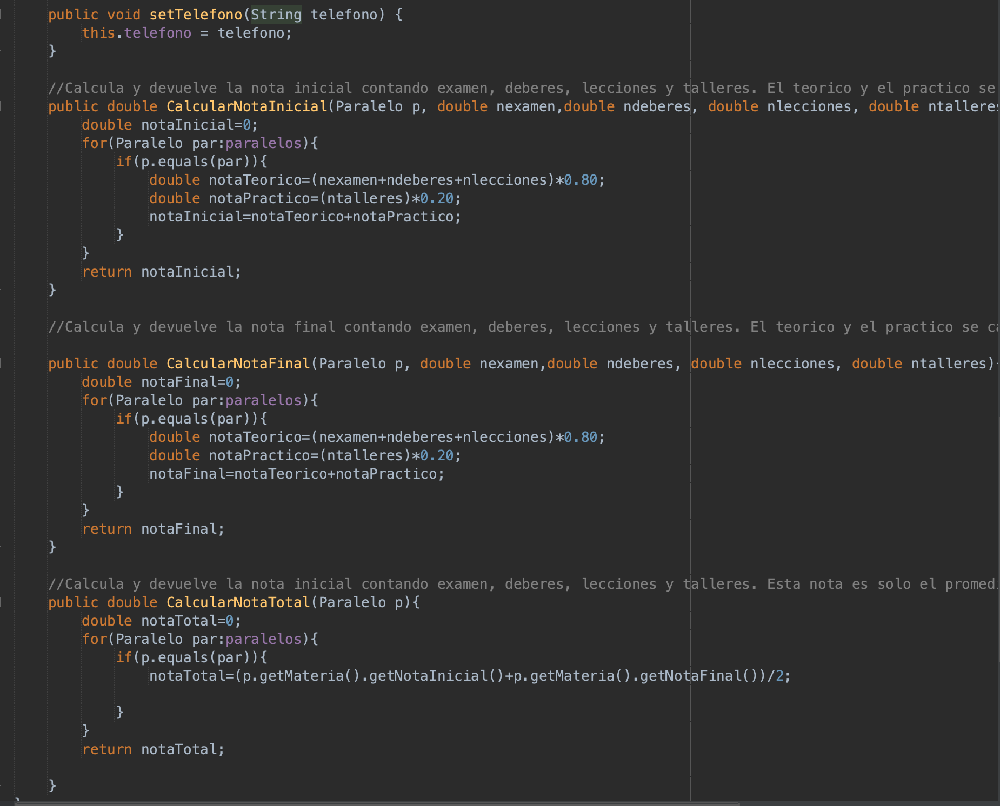 public void setTelefono(String telefono) {
this.telefono = telefono;
}
//Calcula y devuelve la nota inicial contando examen, deberes, lecciones y talleres. El teorico y el practico se
public double CalcularNotaInicial(Paralelo p, double nexamen,double ndeberes, double nlecciones, double ntalleres
double notaInicial=0;
for(Paralelo par:paralelos){
if(p.equals(par)){
double notaTeorico=(nexamen+ndeberes+nlecciones)*0.80;
double notaPractico=(ntalleres)*0.20;
notaInicial=notaTeorico+notaPractico;
}
}
return notaInicial;
}
//Calcula y devuelve la nota final contando examen, deberes, lecciones y talleres. El teorico y el practico se ca
public double CalcularNotaFinal(Paralelo p, double nexamen,double ndeberes, double nlecciones, double ntalleres)
double notaFinal=0;
for(Paralelo par:paralelos){
if(p.equals(par)){
double notaTeorico=(nexamen+ndeberes+nlecciones)*0.80;
double notaPractico=(ntalleres)*0.20;
notaFinal=notaTeorico+notaPractico;
}
}
return notaFinal;
}
//Calcula y devuelve la nota inicial contando examen, deberes, lecciones y talleres. Esta nota es solo el promed
public double CalcularNotaTotal(Paralelo p){
double notaTotal=0;
for(Paralelo par:paralelos){
if(p.equals(par)){
notaTotal=(p.getMateria().getNotaInicial()+p.getMateria().getNotaFinal())/2;
}
}
return notaTotal;
}